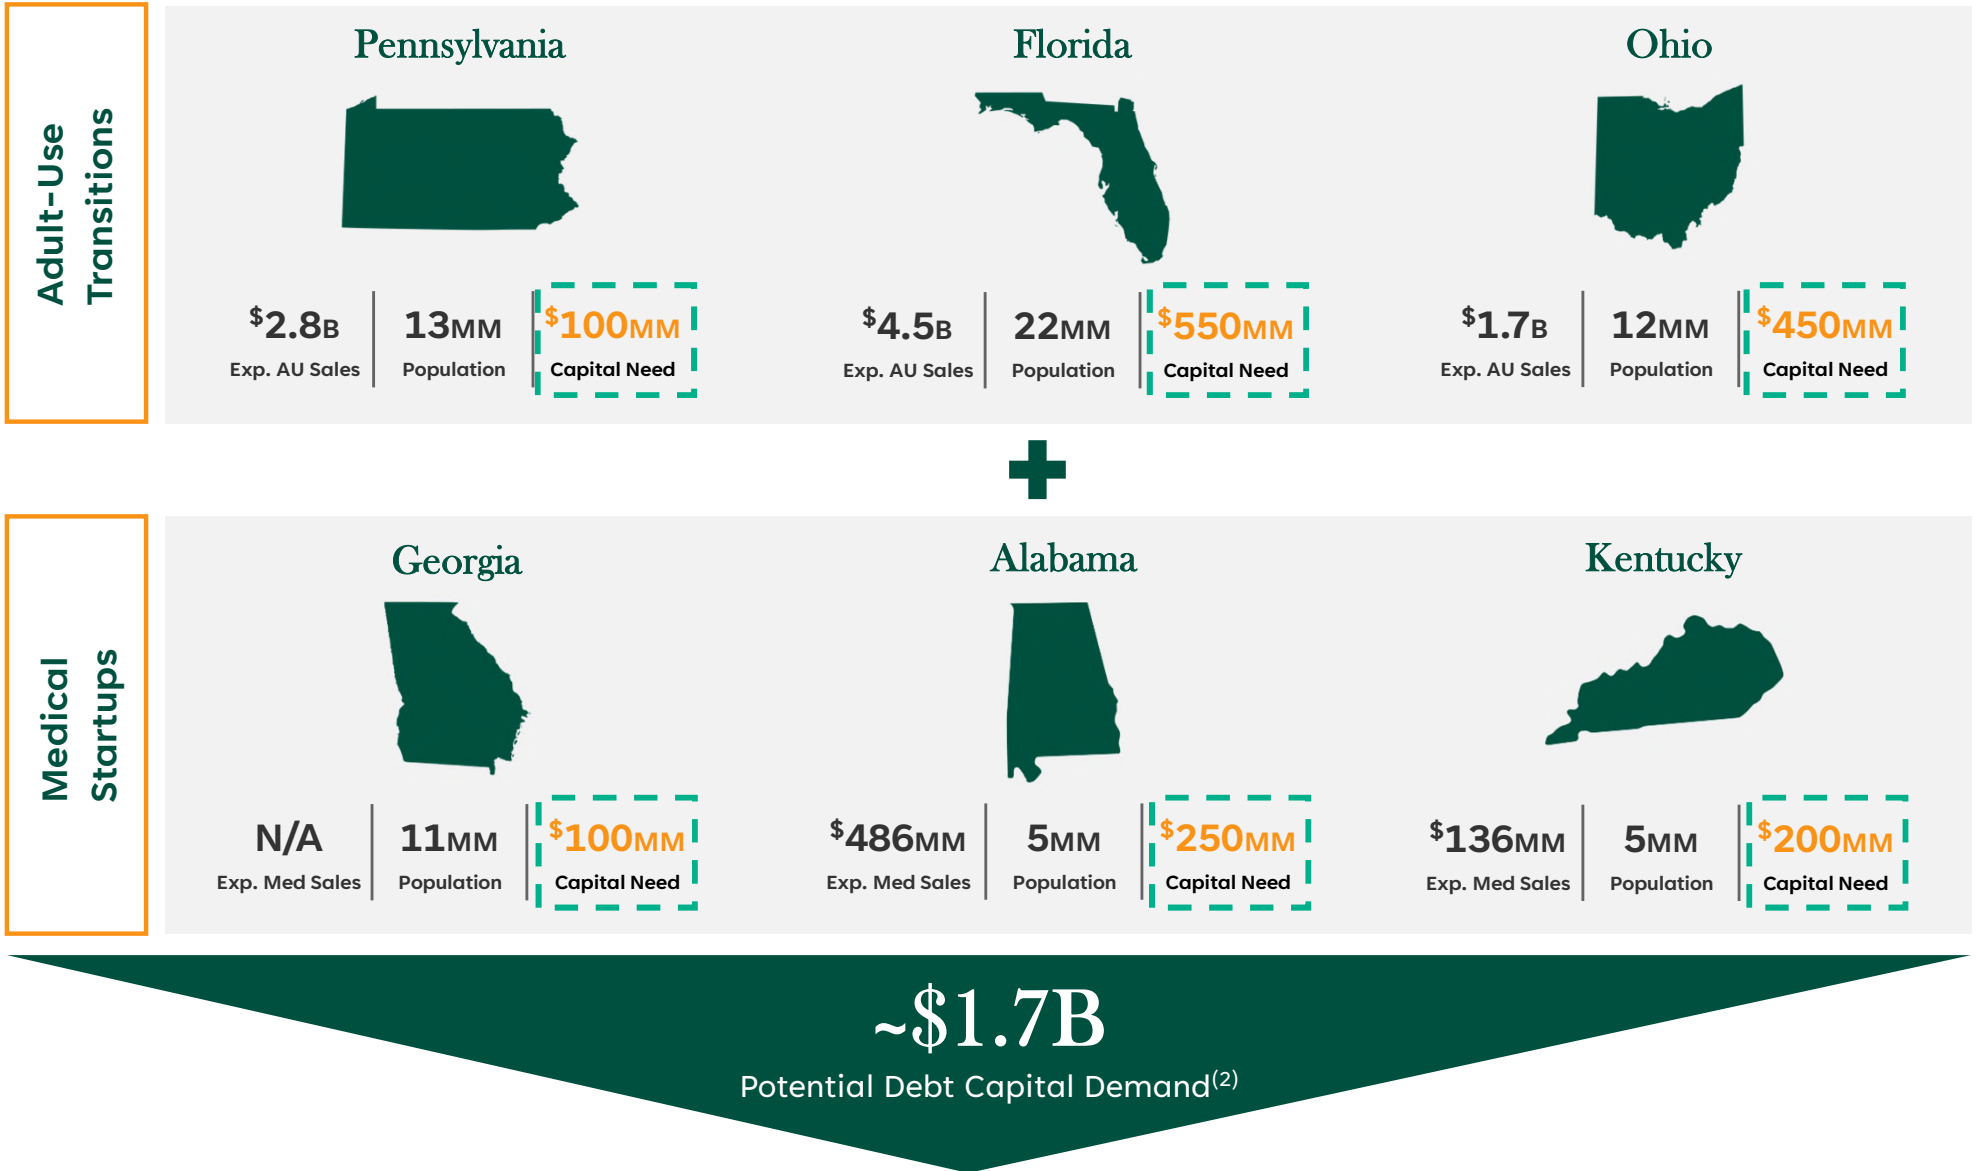 Adult-Use
Transitions
Pennsylvania
$2.8B
Exp. AU Sales
13MM
Population
$100MM
Capital Need
Florida
$4.5B
Exp. AU Sales
22MM
Population
$550MM
Capital Need
Ohio
$1.7B
Exp. AU Sales
12MM
Population
$450MM
Capital Need
Medical
Startups
Georgia
N/A
Exp. Med Sales
11MM
Population
$100MM
Capital Need
Alabama
$486MM
Exp. Med Sales
5MM
Population
$250MM
Capital Need
Kentucky
$136MM
Exp. Med Sales
5MM
Population
$200MM
Capital Need
~$1.7B
Potential Debt Capital Demand(2)